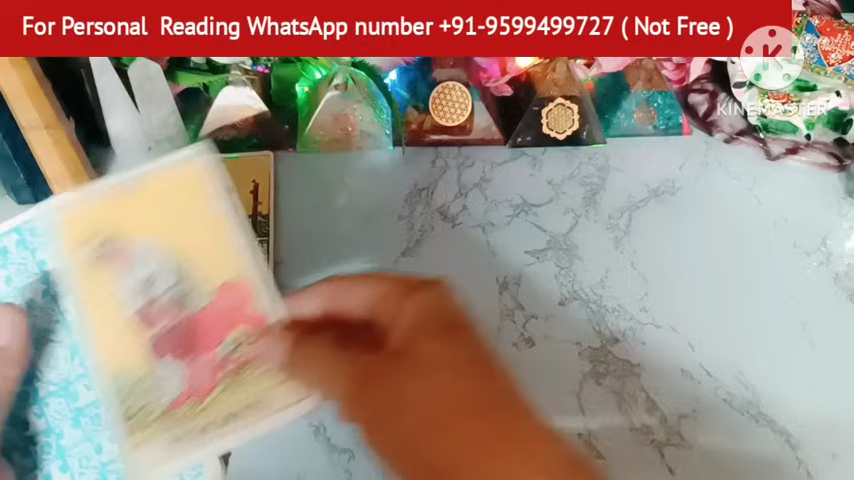 For Personal Reading WhatsApp number +91-9599499727 ( Not Free )
KINEMASTER